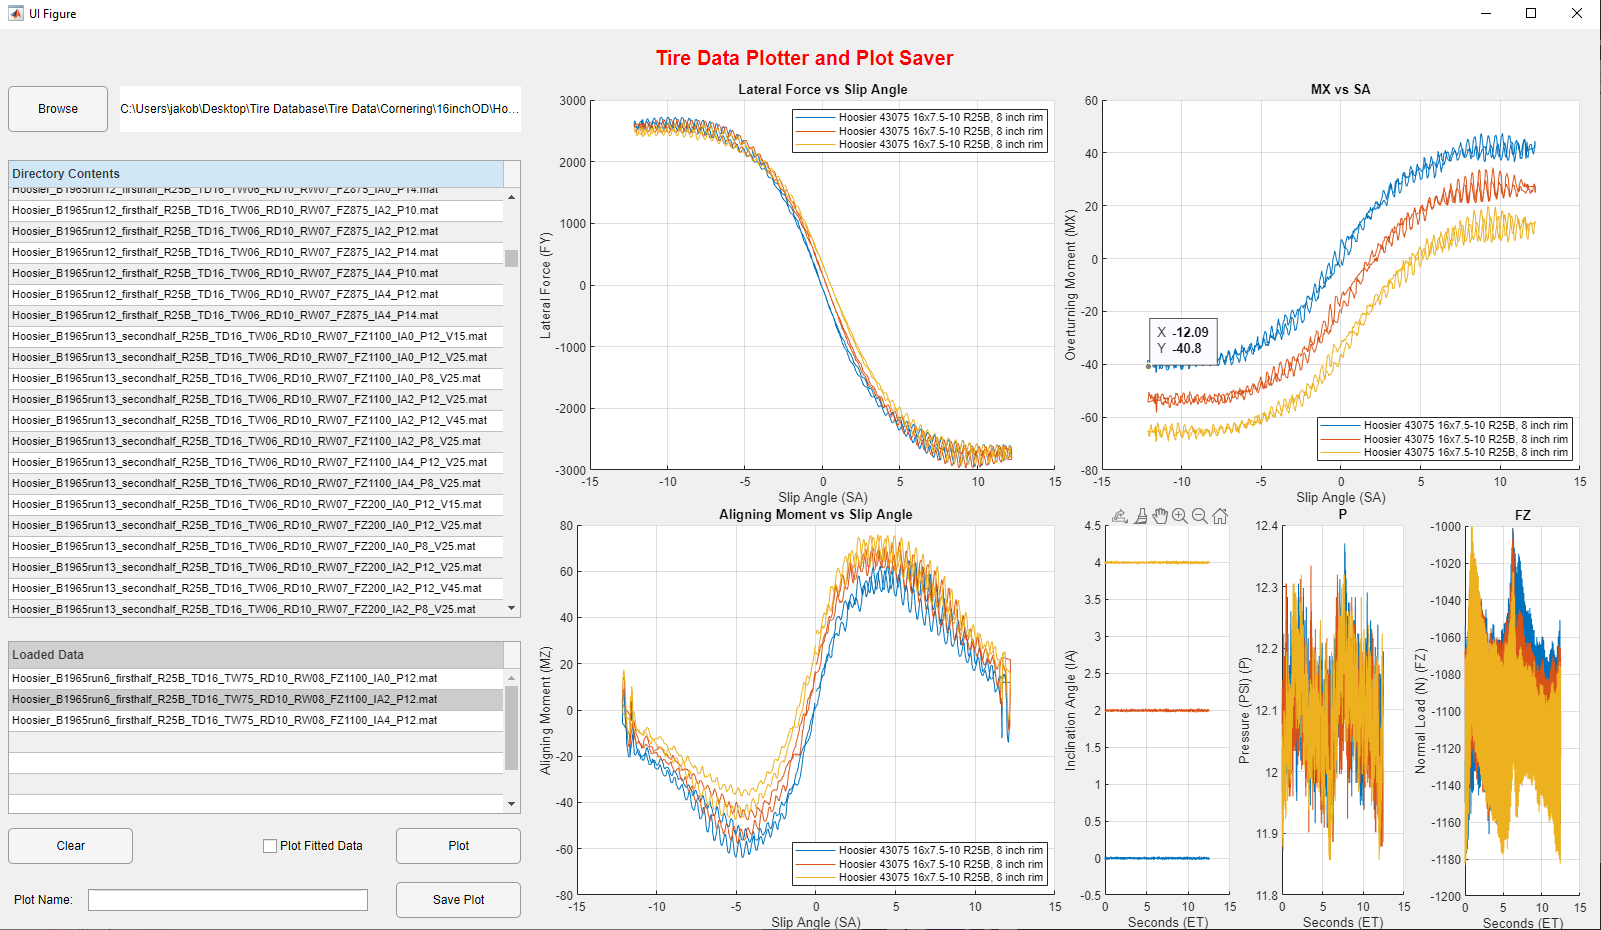 UI Figure
Tire Data Plotter and Plot Saver
Browse
C:\Users\jakob\Desktop\Tire Database\Tire Data\Cornering\16inchOD\Ho...
Directory Contents
Hoosier_B1965run12_firsthalf_R25B_TD16_TW06_RD10_RW07_FZ875_IA0_P14.mat
Hoosier_B1965run12_firsthalf_R25B_TD16_TW06_RD10_RW07_FZ875_IA2_P10.mat
Hoosier_B1965run12_firsthalf_R25B_TD16_TW06_RD10_RW07_FZ875_IA2_P12.mat
Hoosier_B1965run12_firsthalf_R25B_TD16_TW06_RD10_RW07_FZ875_IA2_P14.mat
Hoosier_B1965run12_firsthalf_R25B_TD16_TW06_RD10_RW07_FZ875_IA4_P10.mat
Hoosier_B1965run12_firsthalf_R25B_TD16_TW06_RD10_RW07_FZ875_IA4_P12.mat
Hoosier_B1965run12_firsthalf_R25B_TD16_TW06_RD10_RW07_FZ875_IA4_P14.mat
Hoosier_B1965run13_secondhalf_R25B_TD16_TW06_RD10_RW07_FZ1100_IA0_P12_V15.mat
Hoosier_B1965run13_secondhalf_R25B_TD16_TW06_RD10_RW07_FZ1100_IA0_P12_V25.mat
Hoosier_B1965run13_secondhalf_R25B_TD16_TW06_RD10_RW07_FZ1100_IA0_P8_V25.mat
Hoosier_B1965run13_secondhalf_R25B_TD16_TW06_RD10_RW07_FZ1100_IA2_P12_V25.mat
Hoosier_B1965run13_secondhalf_R25B_TD16_TW06_RD10_RW07_FZ1100_IA2_P12_V45.mat
Hoosier_B1965run13_secondhalf_R25B_TD16_TW06_RD10_RW07_FZ1100_IA2_P8_V25.mat
Hoosier_B1965run13_secondhalf_R25B_TD16_TW06_RD10_RW07_FZ1100_IA4_P12_V25.mat
Hoosier_B1965run13_secondhalf_R25B_TD16_TW06_RD10_RW07_FZ1100_IA4_P8_V25.mat
Hoosier_B1965run13_secondhalf_R25B_TD16_TW06_RD10_RW07_FZ200_IA0_P12_V15.mat
Hoosier_B1965run13_secondhalf_R25B_TD16_TW06_RD10_RW07_FZ200_IA0_P12_V25.mat
Hoosier_B1965run13_secondhalf_R25B_TD16_TW06_RD10_RW07_FZ200_IA0_P8_V25.mat
Hoosier_B1965run13_secondhalf_R25B_TD16_TW06_RD10_RW07_FZ200_IA2_P12_V25.mat
Hoosier_B1965run13_secondhalf_R25B_TD16_TW06_RD10_RW07_FZ200_IA2_P12_V45.mat
Hoosier_B1965run13_secondhalf_R25B_TD16_TW06_RD10_RW07_FZ200_IA2_P8_V25.mat
Loaded Data
Hoosier_B1965run6_firsthalf_R25B_TD16_TW75_RD10_RW08_FZ1100_IA0_P12.mat
Hoosier_B1965run6_firsthalf_R25B_TD16_TW75_RD10_RW08_FZ1100_IA2_P12.mat
Hoosier_B1965run6_firsthalf_R25B_TD16_TW75_RD10_RW08_FZ1100_IA4_P12.mat
Clear
Plot Fitted Data
Plot
Plot Name:
Save Plot
Lateral Force vs Slip Angle
Lateral Force (FY)
3000
2000
1000
0
-1000
-2000
-3000
Hoosier 43075 16x7.5-10 R25B, 8 inch rim
Hoosier 43075 16x7.5-10 R25B, 8 inch rim
Hoosier 43075 16x7.5-10 R25B, 8 inch rim
-15 -10 -5 0 5 10 15
Slip Angle (SA)
MX vs SA
Overturning Moment (MX)
60
40
20
0
-20
-40
-60
-80
X -12.09
Y -40.8
Hoosier 43075 16x7.5-10 R25B, 8 inch rim
Hoosier 43075 16x7.5-10 R25B, 8 inch rim
Hoosier 43075 16x7.5-10 R25B, 8 inch rim
-15 -10 -5 0 5 10 15
Slip Angle (SA)
Aligning Moment vs Slip Angle
Aligning Moment (MZ)
80
60
40
20
0
-20
-40
-60
-80
Hoosier 43075 16x7.5-10 R25B, 8 inch rim
Hoosier 43075 16x7.5-10 R25B, 8 inch rim
Hoosier 43075 16x7.5-10 R25B, 8 inch rim
-15 -10 -5 0 5 10 15
Slip Angle (SA)
Inclination Angle (IA)
4.5
4
3.5
3
2.5
2
1.5
1
0.5
0
-0.5
0 5 10 15
Seconds (ET)
P
Pressure (PSI) (P)
12.4
12.3
12.2
12.1
12
11.9
11.8
0 5 10 15
Seconds (ET)
FZ
Normal Load (N) (FZ)
-1000
-1020
-1040
-1060
-1080
-1100
-1120
-1140
-1160
-1180
-1200
0 5 10 15
Seconds (ET)